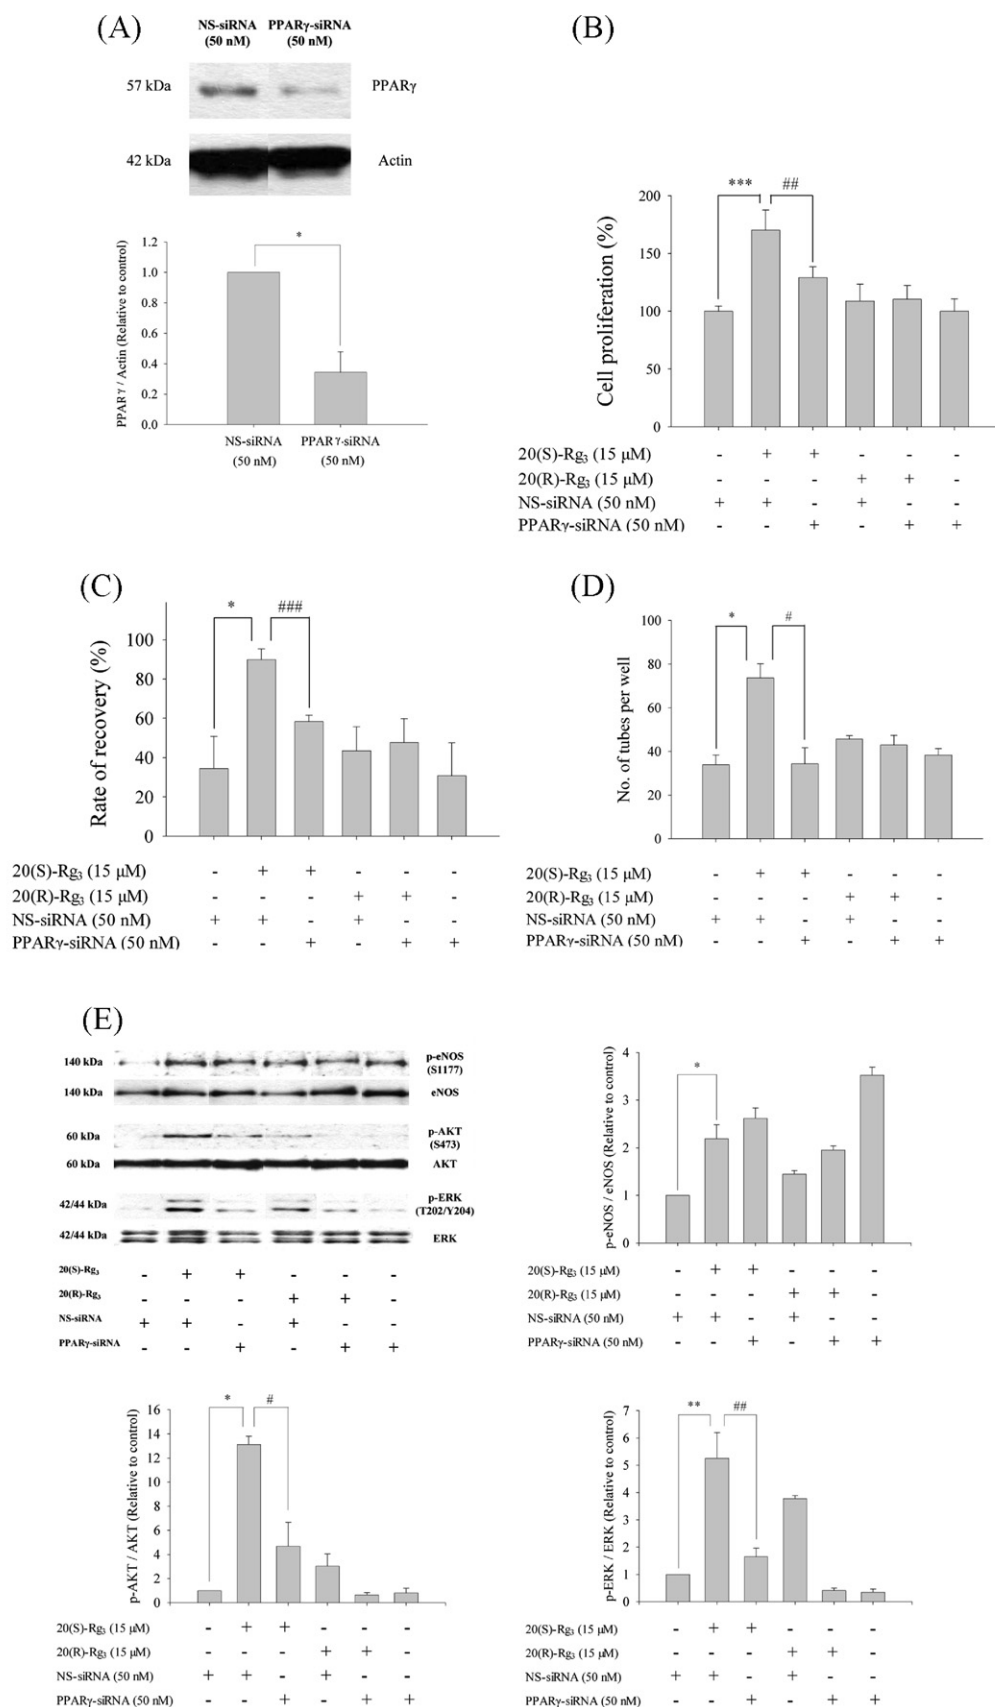 (A)
NS-siRNA PPARγ-siRNA
(50 nM) (50 nM)
57 kDa PPARγ
42 kDa Actin
PPARγ / Actin (Relative to control)
*
1.2
1.0
0.8
0.6
0.4
0.2
0.0
NS-siRNA PPARγ-siRNA
(50 nM) (50 nM)
(B)
Cell proliferation (%)
*** ##
200
150
100
50
0
20(S)-Rg3 (15 μM) - + + - - -
20(R)-Rg3 (15 μM) - - - + + -
NS-siRNA (50 nM) + + - + - -
PPARγ-siRNA (50 nM) - - + - + +
(C)
Rate of recovery (%)
* ###
100
80
60
40
20
0
20(S)-Rg3 (15 μM) - + + - - -
20(R)-Rg3 (15 μM) - - - + + -
NS-siRNA (50 nM) + + - + - -
PPARγ-siRNA (50 nM) - - + - + +
(D)
No. of tubes per well
* #
100
80
60
40
20
0
20(S)-Rg3 (15 μM) - + + - - -
20(R)-Rg3 (15 μM) - - - + + -
NS-siRNA (50 nM) + + - + - -
PPARγ-siRNA (50 nM) - - + - + +
(E)
140 kDa p-eNOS
(S1177)
140 kDa eNOS
60 kDa p-AKT
(S473)
60 kDa AKT
42/44 kDa p-ERK
(T202/Y204)
42/44 kDa ERK
20(S)-Rg3 - + + - - -
20(R)-Rg3 - - - + + -
NS-siRNA + + - + - -
PPARγ-siRNA - - + - + +
p-eNOS / eNOS (Relative to control)
*
4
3
2
1
0
20(S)-Rg3 (15 μM) - + + - - -
20(R)-Rg3 (15 μM) - - - + + -
NS-siRNA (50 nM) + + - + - -
PPARγ-siRNA (50 nM) - - + - + +
p-AKT / AKT (Relative to control)
* #
16
14
12
10
8
6
4
2
0
20(S)-Rg3 (15 μM) - + + - - -
20(R)-Rg3 (15 μM) - - - + + -
NS-siRNA (50 nM) + + - + - -
PPARγ-siRNA (50 nM) - - + - + +
p-ERK / ERK (Relative to control)
** ##
7
6
5
4
3
2
1
0
20(S)-Rg3 (15 μM) - + + - - -
20(R)-Rg3 (15 μM) - - - + + -
NS-siRNA (50 nM) + + - + - -
PPARγ-siRNA (50 nM) - - + - + +